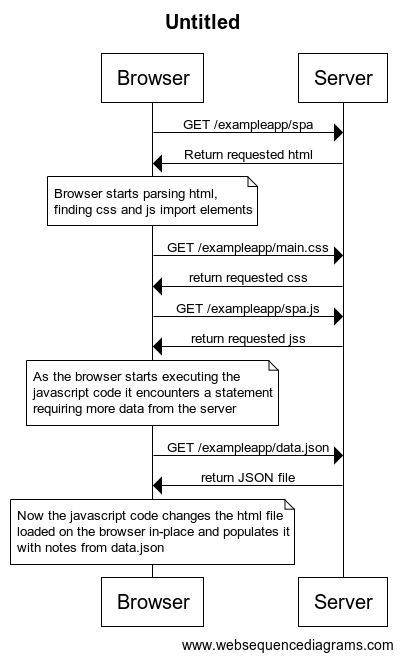 Untitled
Browser
Server
GET /exampleapp/spa
Return requested html
Browser starts parsing html,
finding css and js import elements
GET /exampleapp/main.css
return requested css
GET /exampleapp/spa.js
return requested jss
As the browser starts executing the
javascript code it encounters a statement
requiring more data from the server
GET /exampleapp/data.json
return JSON file
Now the javascript code changes the html file
loaded on the browser in-place and populates it
with notes from data.json
Browser
Server
www.websequencediagrams.com